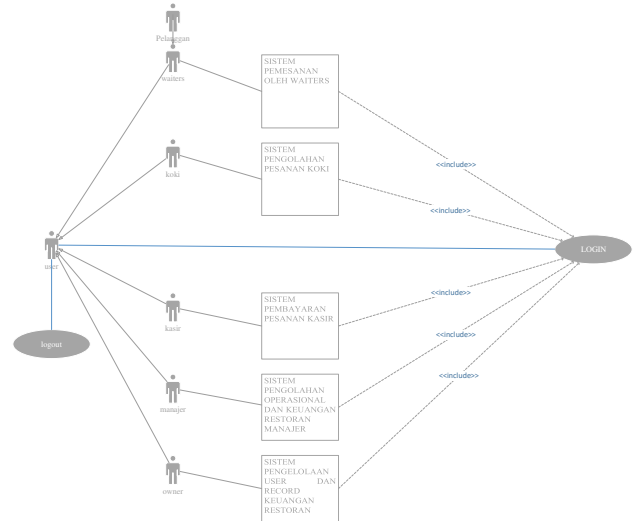 Pelanggan
waiters
SISTEM
PEMESANAN
OLEH WAITERS
<<include>>
koki
SISTEM
PENGOLAHAN
PESANAN KOKI
<<include>>
user
LOGIN
kasir
SISTEM
PEMBAYARAN
PESANAN KASIR
<<include>>
logout
manajer
SISTEM
PENGOLAHAN
OPERASIONAL
DAN KEUANGAN
RESTORAN
MANAJER
<<include>>
<<include>>
owner
SISTEM
PENGELOLAAN
USER DAN
RECORD
KEUANGAN
RESTORAN